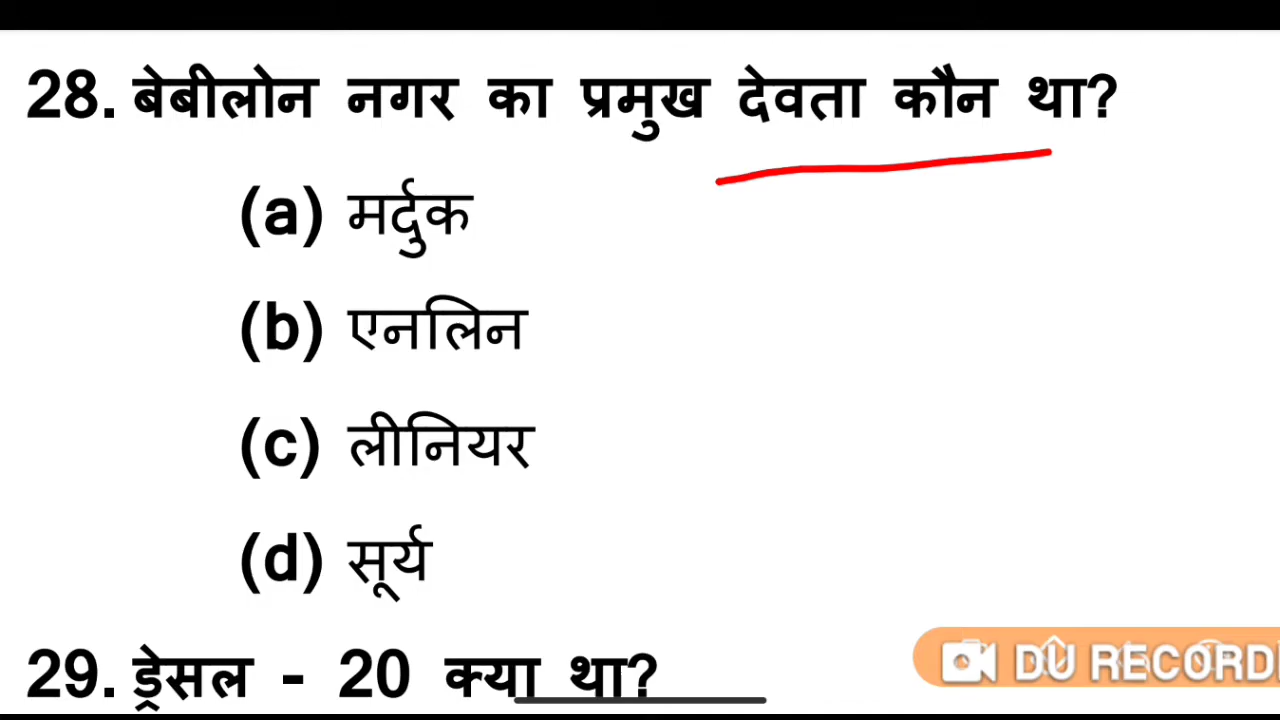 28. बेबीलोन नगर का प्रमुख देवता कौन था?
(a) मर्दुक
(b) एनलिन
(c) लीनियर
(d) सूर्य
29. ड्रेसल - 20 क्या था?
DU RECORD